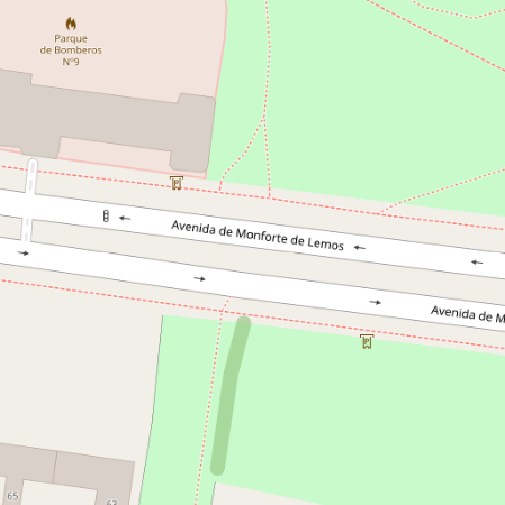 Parque
de Bomberos
Nº9
Avenida de Monforte de Lemos
Avenida de M
65
63